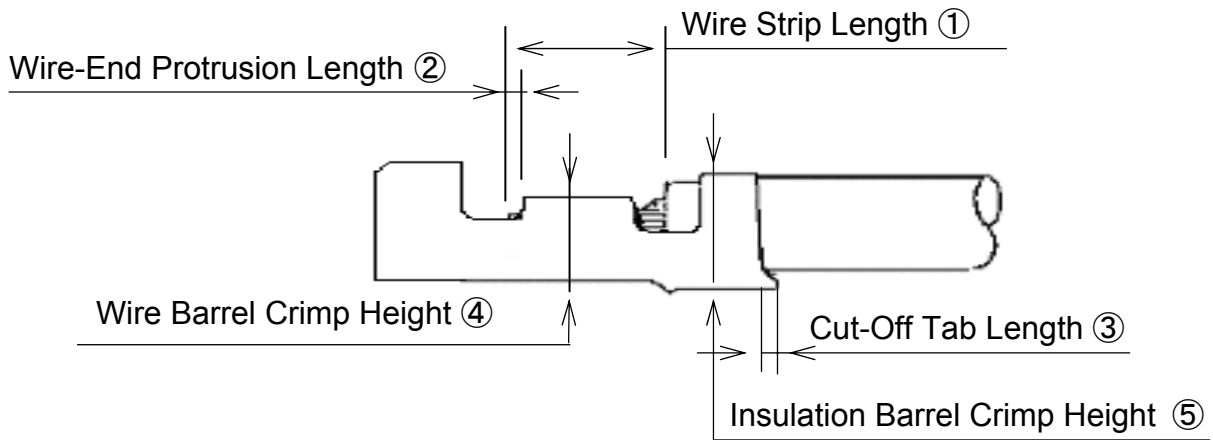 Wire Strip Length ①
Wire-End Protrusion Length ②
Wire Barrel Crimp Height ④
Cut-Off Tab Length ③
Insulation Barrel Crimp Height ⑤